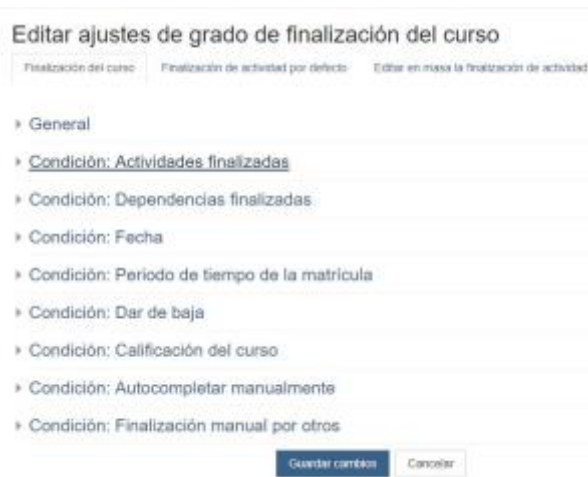 Editar ajustes de grado de finalización del curso
Finalización del curso Finalización de actividad por defecto Editar en masa la finalización de actividad
General
Condición: Actividades finalizadas
Condición: Dependencias finalizadas
Condición: Fecha
Condición: Periodo de tiempo de la matrícula
Condición: Dar de baja
Condición: Calificación del curso
Condición: Autocompletar manualmente
Condición: Finalización manual por otros
Guardar cambios Cancelar